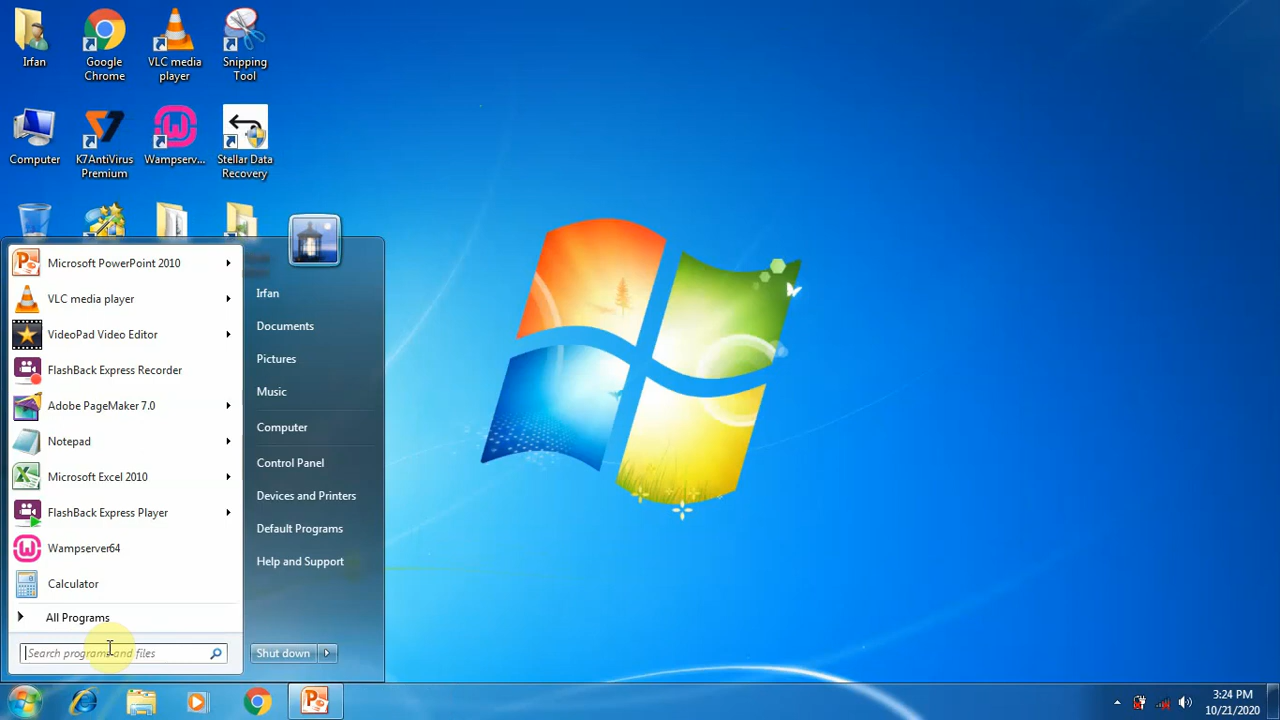 Irfan
Google
Chrome
VLC media
player
Snipping
Tool
Computer
K7AntiVirus
Premium
Wampserv...
Stellar Data
Recovery
Microsoft PowerPoint 2010
VLC media player
VideoPad Video Editor
FlashBack Express Recorder
Adobe PageMaker 7.0
Notepad
Microsoft Excel 2010
FlashBack Express Player
Wampserver64
Calculator
All Programs
Search programs and files
Irfan
Documents
Pictures
Music
Computer
Control Panel
Devices and Printers
Default Programs
Help and Support
Shut down
3:24 PM
10/21/2020